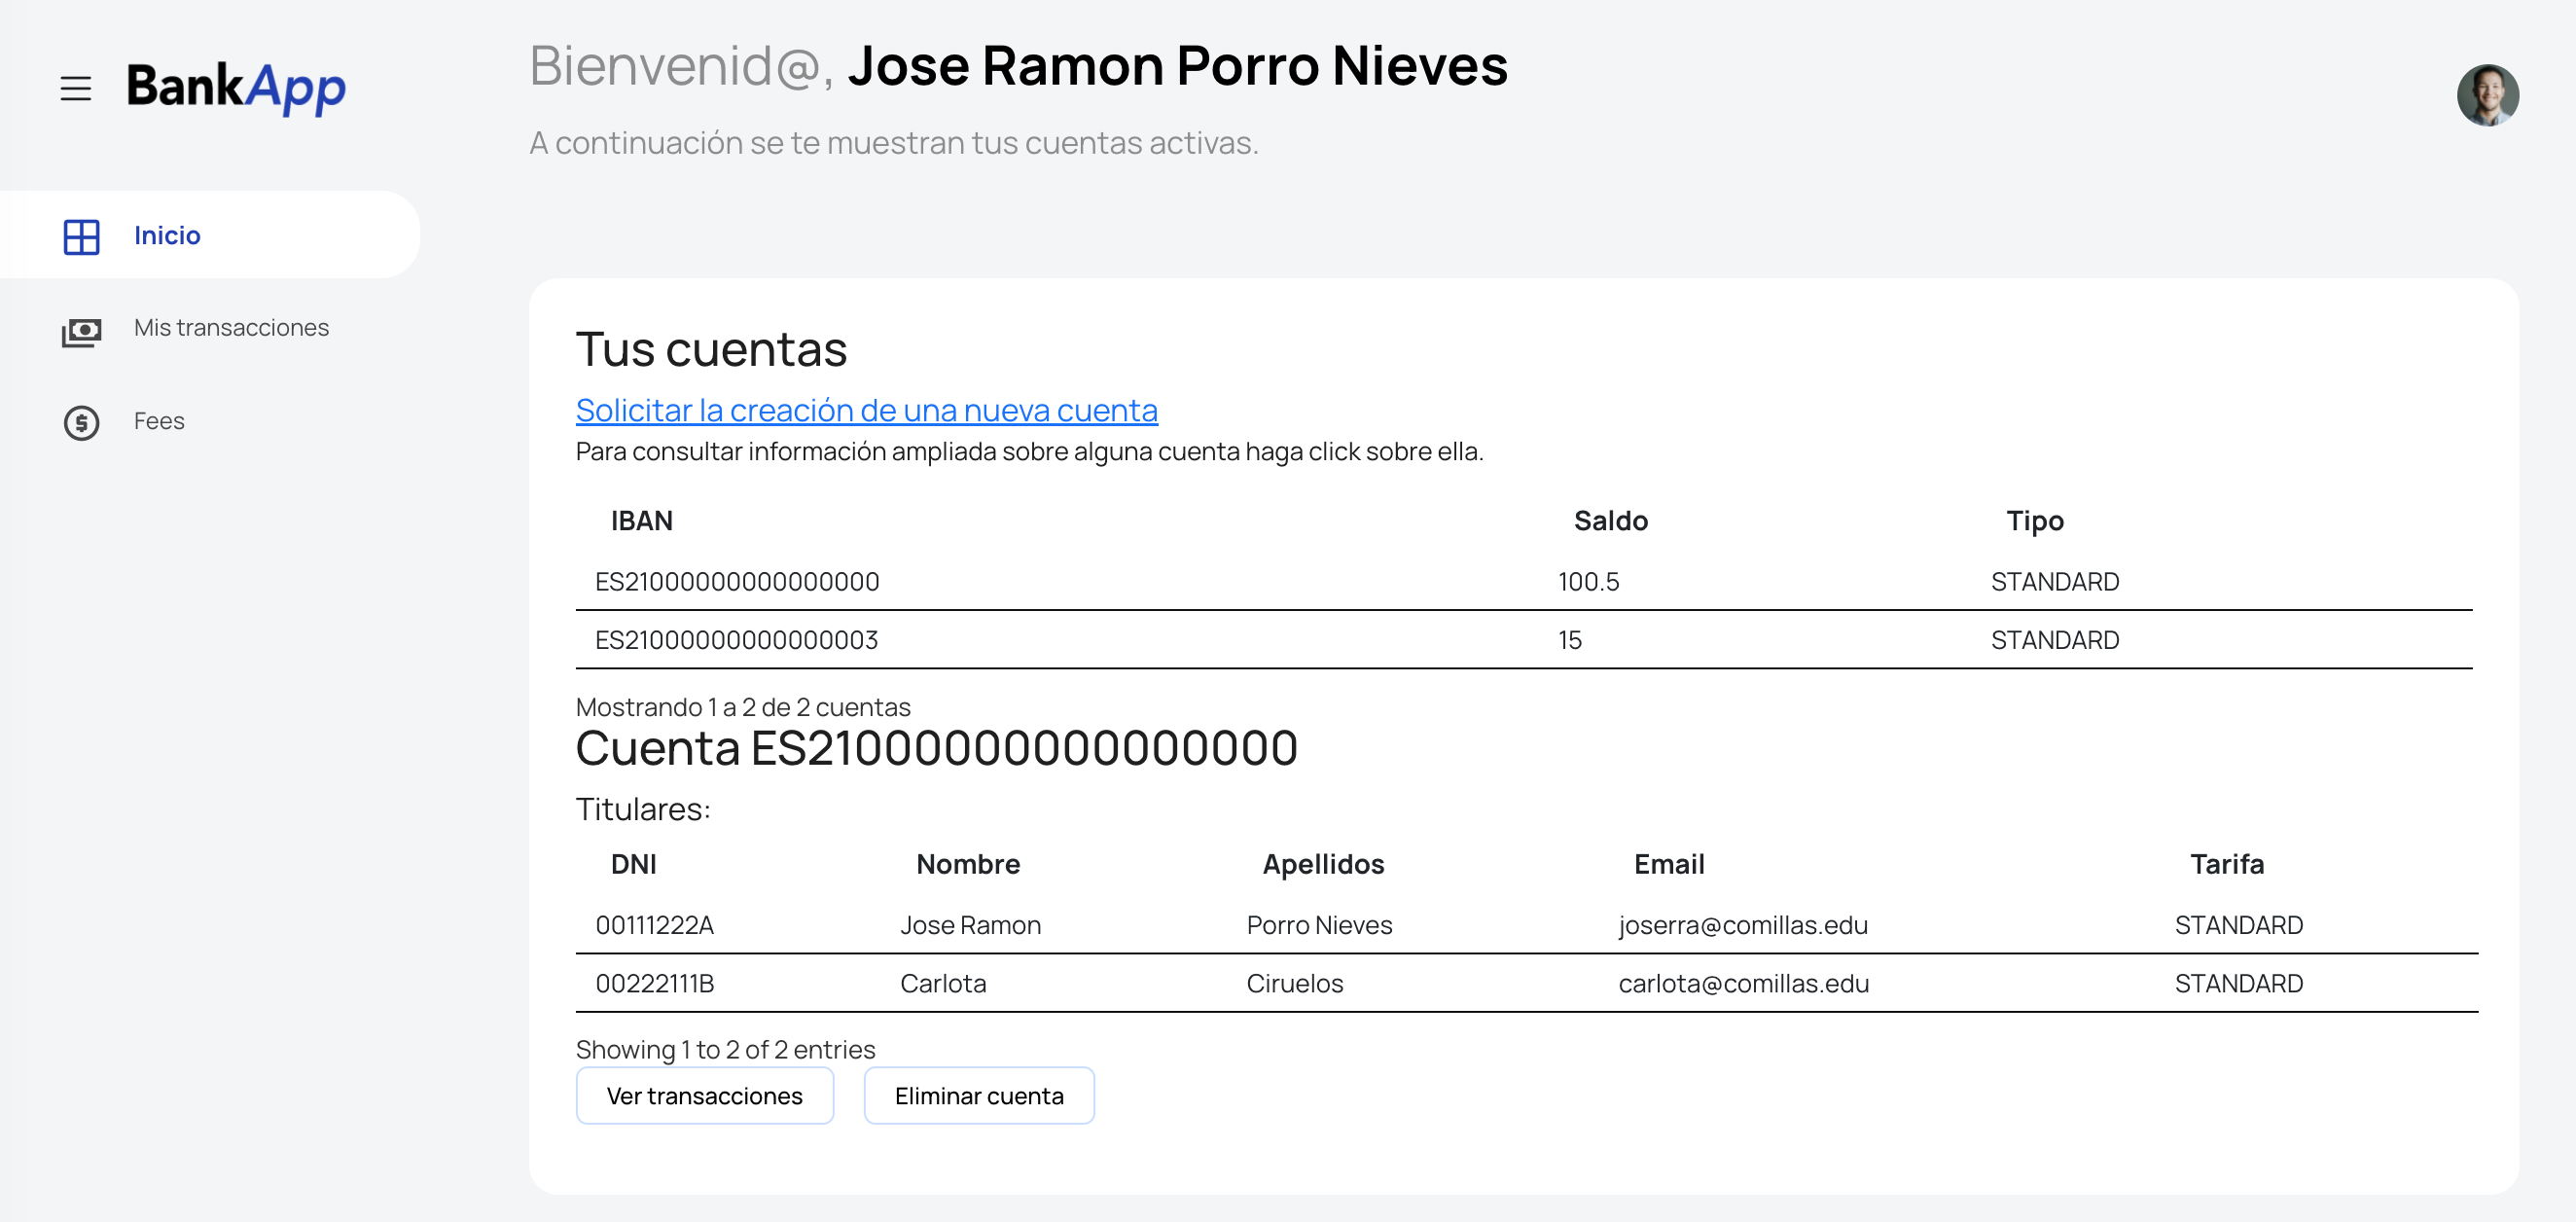 BankApp
Bienvenid@, Jose Ramon Porro Nieves
A continuación se te muestran tus cuentas activas.
Inicio
Mis transacciones
Fees
Tus cuentas
Solicitar la creación de una nueva cuenta
Para consultar información ampliada sobre alguna cuenta haga click sobre ella.
IBAN Saldo Tipo
ES21000000000000000 100.5 STANDARD
ES21000000000000003 15 STANDARD
Mostrando 1 a 2 de 2 cuentas
Cuenta ES21000000000000000
Titulares:
DNI Nombre Apellidos Email Tarifa
00111222A Jose Ramon Porro Nieves joserra@comillas.edu STANDARD
00222111B Carlota Ciruelos carlota@comillas.edu STANDARD
Showing 1 to 2 of 2 entries
Ver transacciones Eliminar cuenta